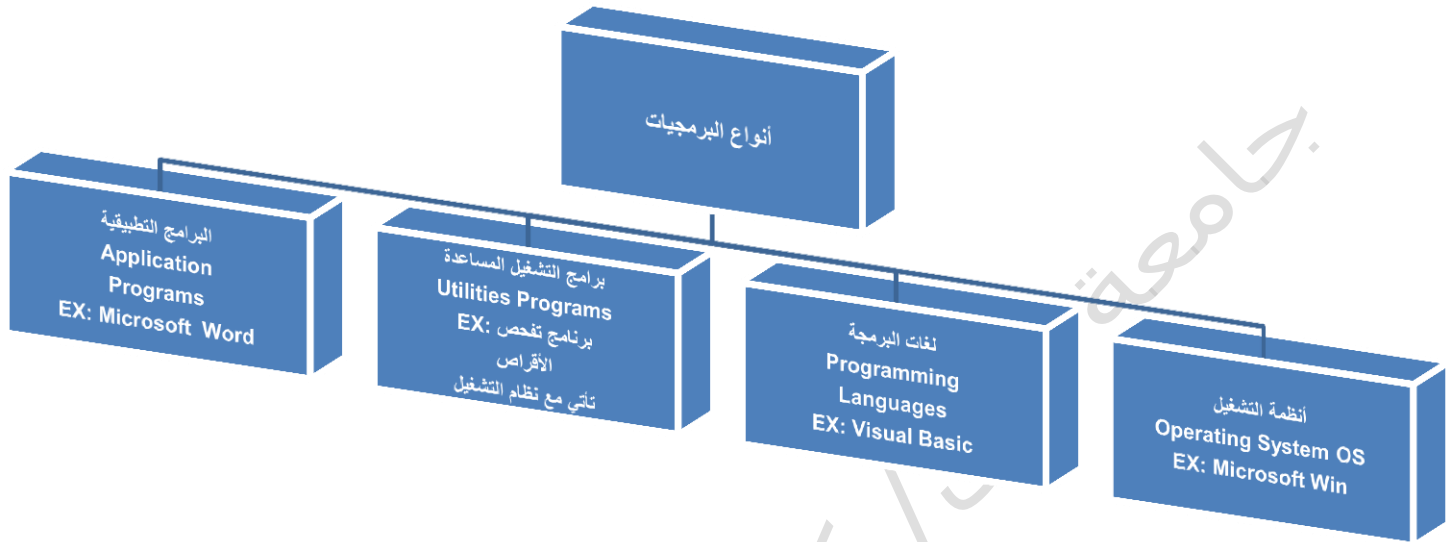 أنواع البرمجيات
أنظمة التشغيل
Operating System OS
EX: Microsoft Win
لغات البرمجة
Programming
Languages
EX: Visual Basic
برامج التشغيل المساعدة
Utilities Programs
EX: برنامج تفحص
الأقراص
تأتي مع نظام التشغيل
البرامج التطبيقية
Application
Programs
EX: Microsoft Word
جامعة